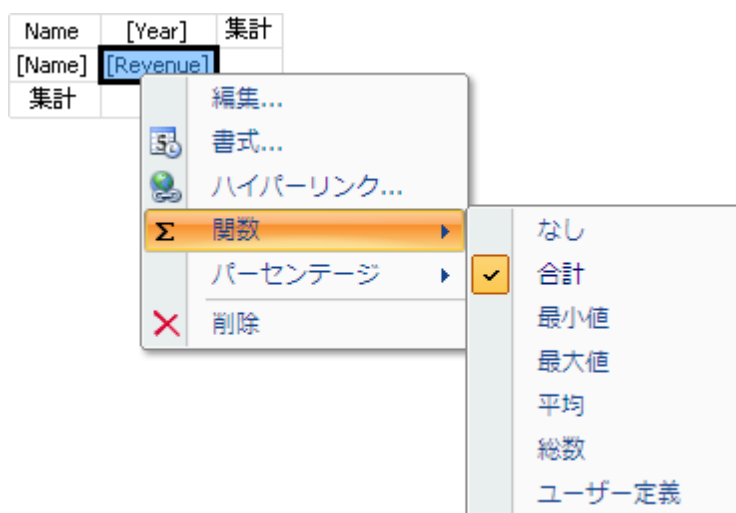 Name [Year] 集計
[Name] [Revenue]
集計
編集...
書式...
ハイパーリンク...
Σ 関数
パーセンテージ
削除
なし
合計
最小値
最大値
平均
総数
ユーザー定義